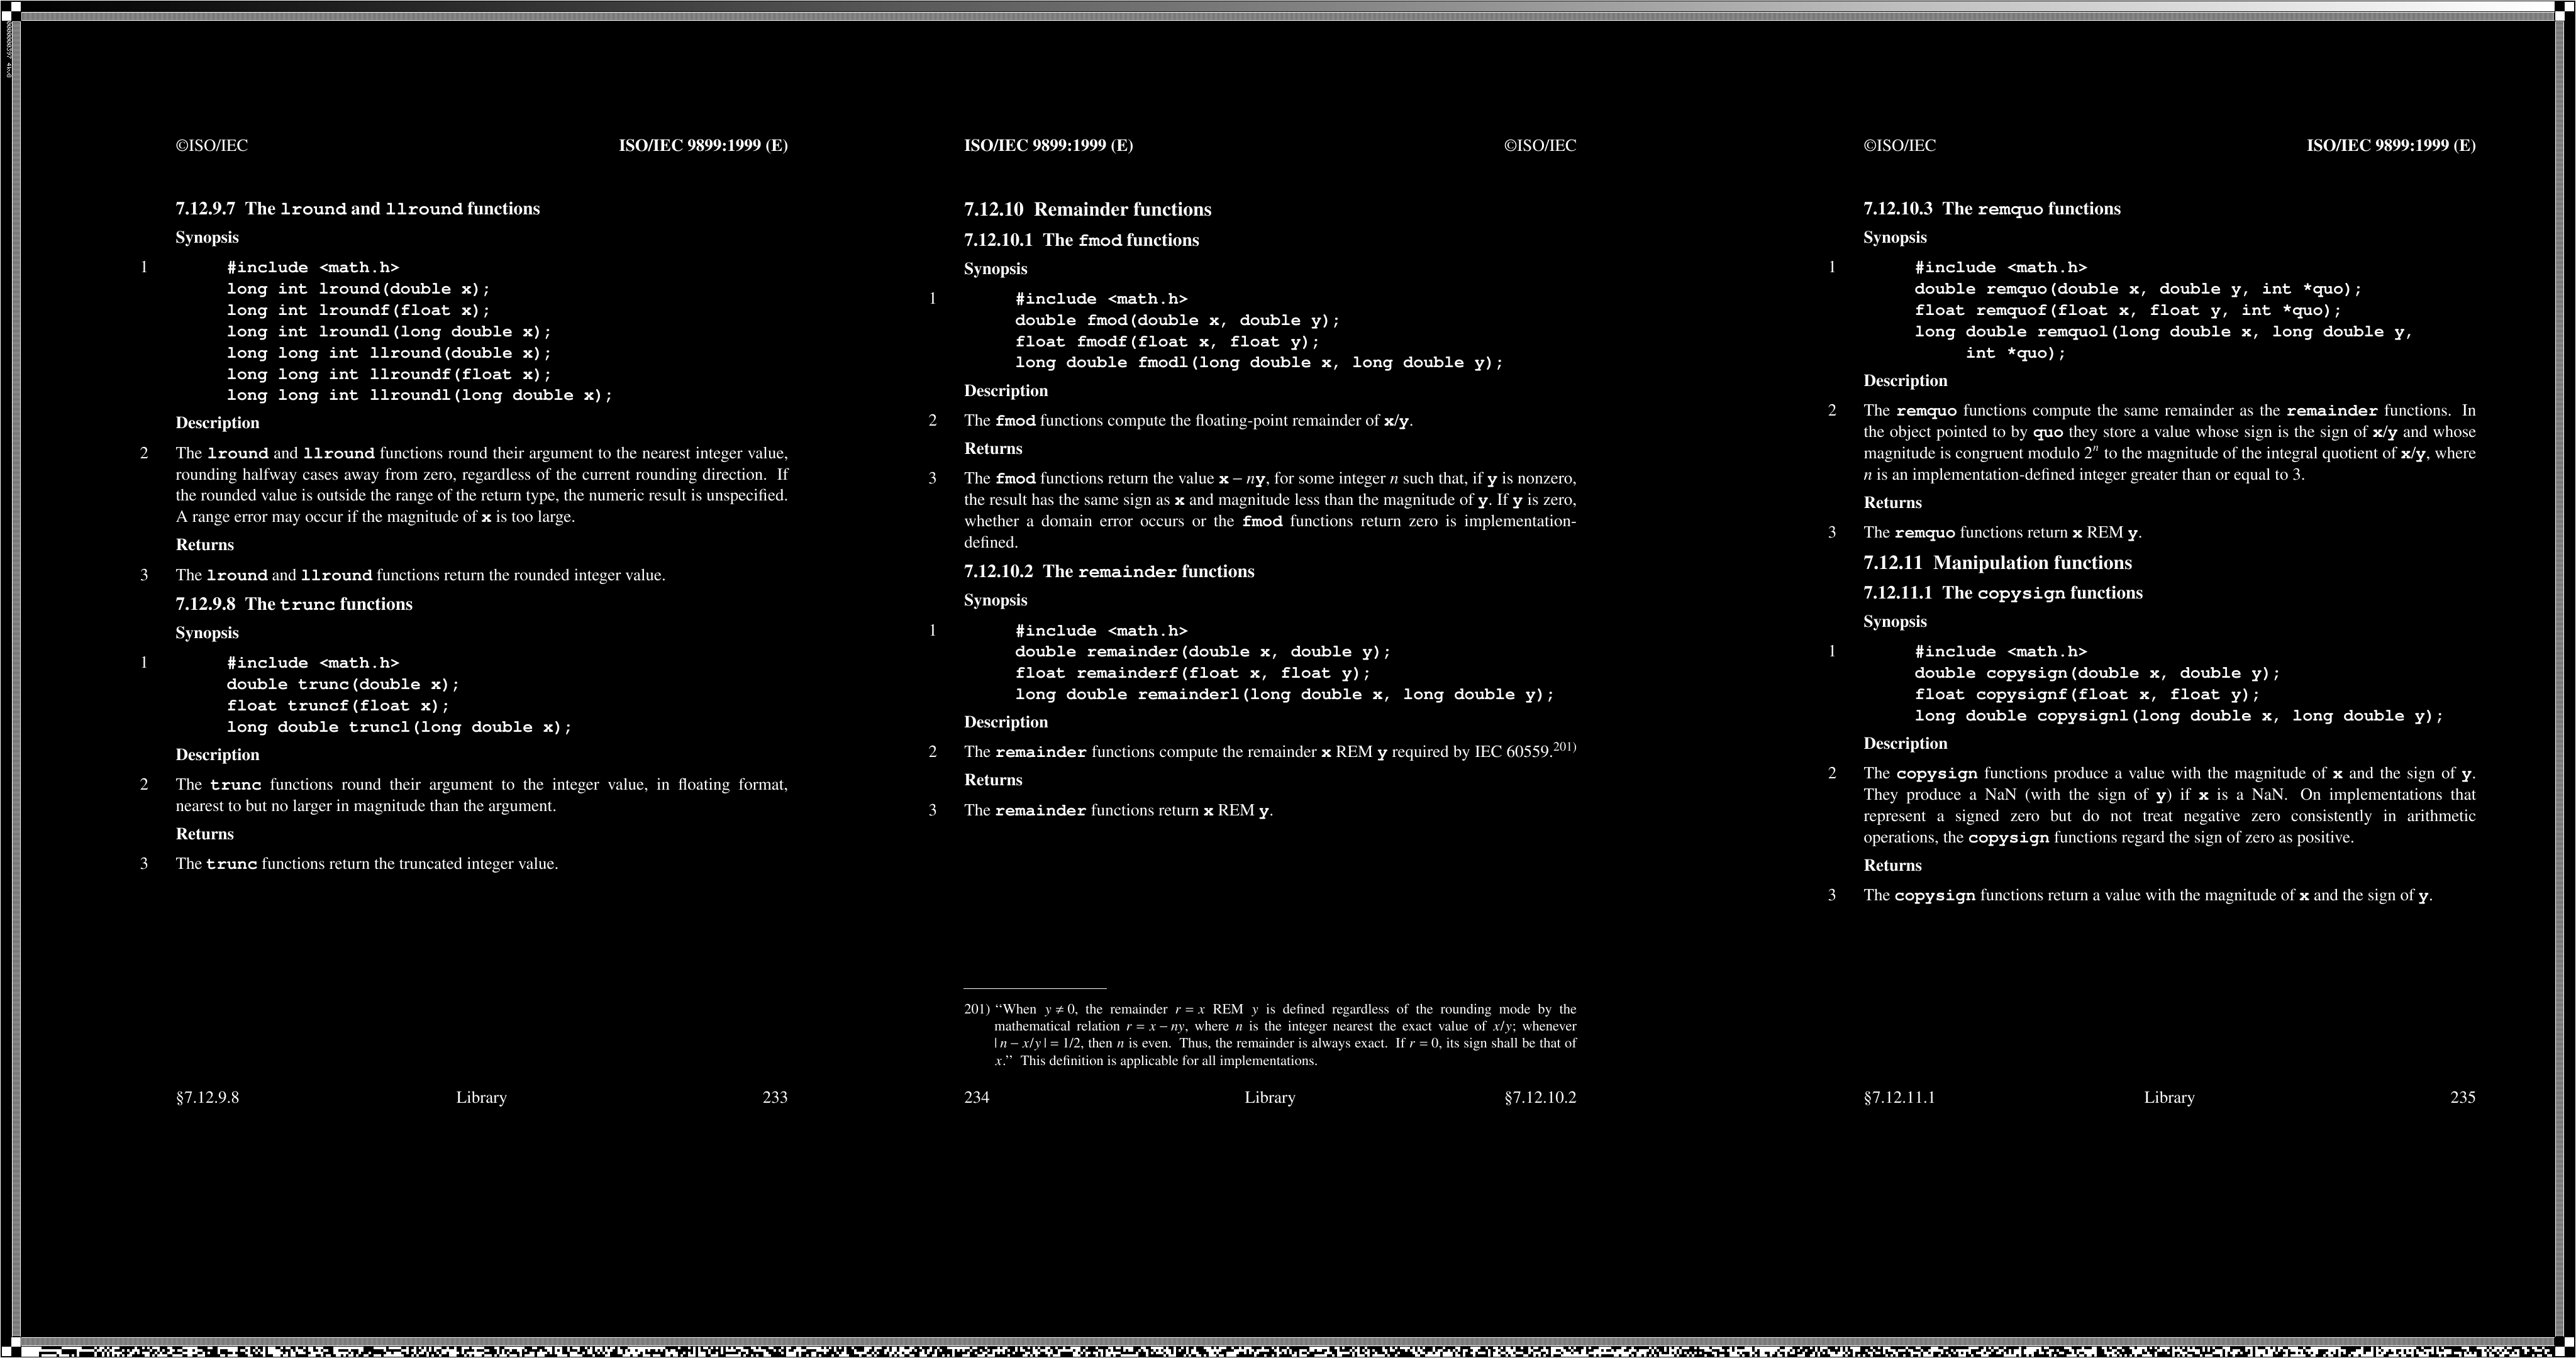 0000000397 4kv8
©ISO/IEC ISO/IEC 9899:1999 (E)
7.12.9.7 The lround and llround functions
Synopsis
1 #include <math.h>
long int lround(double x);
long int lroundf(float x);
long int lroundl(long double x);
long long int llround(double x);
long long int llroundf(float x);
long long int llroundl(long double x);
Description
2 The lround and llround functions round their argument to the nearest integer value,
rounding halfway cases away from zero, regardless of the current rounding direction. If
the rounded value is outside the range of the return type, the numeric result is unspecified.
A range error may occur if the magnitude of x is too large.
Returns
3 The lround and llround functions return the rounded integer value.
7.12.9.8 The trunc functions
Synopsis
1 #include <math.h>
double trunc(double x);
float truncf(float x);
long double truncl(long double x);
Description
2 The trunc functions round their argument to the integer value, in floating format,
nearest to but no larger in magnitude than the argument.
Returns
3 The trunc functions return the truncated integer value.
§7.12.9.8 Library 233
ISO/IEC 9899:1999 (E) ©ISO/IEC
7.12.10 Remainder functions
7.12.10.1 The fmod functions
Synopsis
1 #include <math.h>
double fmod(double x, double y);
float fmodf(float x, float y);
long double fmodl(long double x, long double y);
Description
2 The fmod functions compute the floating-point remainder of x/y.
Returns
3 The fmod functions return the value x − ny, for some integer n such that, if y is nonzero,
the result has the same sign as x and magnitude less than the magnitude of y. If y is zero,
whether a domain error occurs or the fmod functions return zero is implementation-
defined.
7.12.10.2 The remainder functions
Synopsis
1 #include <math.h>
double remainder(double x, double y);
float remainderf(float x, float y);
long double remainderl(long double x, long double y);
Description
2 The remainder functions compute the remainder x REM y required by IEC 60559.201)
Returns
3 The remainder functions return x REM y.
201) ‘‘When y ≠ 0, the remainder r = x REM y is defined regardless of the rounding mode by the
mathematical relation r = x − ny, where n is the integer nearest the exact value of x/y; whenever
| n − x/y | = 1/2, then n is even. Thus, the remainder is always exact. If r = 0, its sign shall be that of
x.’’ This definition is applicable for all implementations.
234 Library §7.12.10.2
©ISO/IEC ISO/IEC 9899:1999 (E)
7.12.10.3 The remquo functions
Synopsis
1 #include <math.h>
double remquo(double x, double y, int *quo);
float remquof(float x, float y, int *quo);
long double remquol(long double x, long double y,
int *quo);
Description
2 The remquo functions compute the same remainder as the remainder functions. In
the object pointed to by quo they store a value whose sign is the sign of x/y and whose
magnitude is congruent modulo 2ⁿ to the magnitude of the integral quotient of x/y, where
n is an implementation-defined integer greater than or equal to 3.
Returns
3 The remquo functions return x REM y.
7.12.11 Manipulation functions
7.12.11.1 The copysign functions
Synopsis
1 #include <math.h>
double copysign(double x, double y);
float copysignf(float x, float y);
long double copysignl(long double x, long double y);
Description
2 The copysign functions produce a value with the magnitude of x and the sign of y.
They produce a NaN (with the sign of y) if x is a NaN. On implementations that
represent a signed zero but do not treat negative zero consistently in arithmetic
operations, the copysign functions regard the sign of zero as positive.
Returns
3 The copysign functions return a value with the magnitude of x and the sign of y.
§7.12.11.1 Library 235